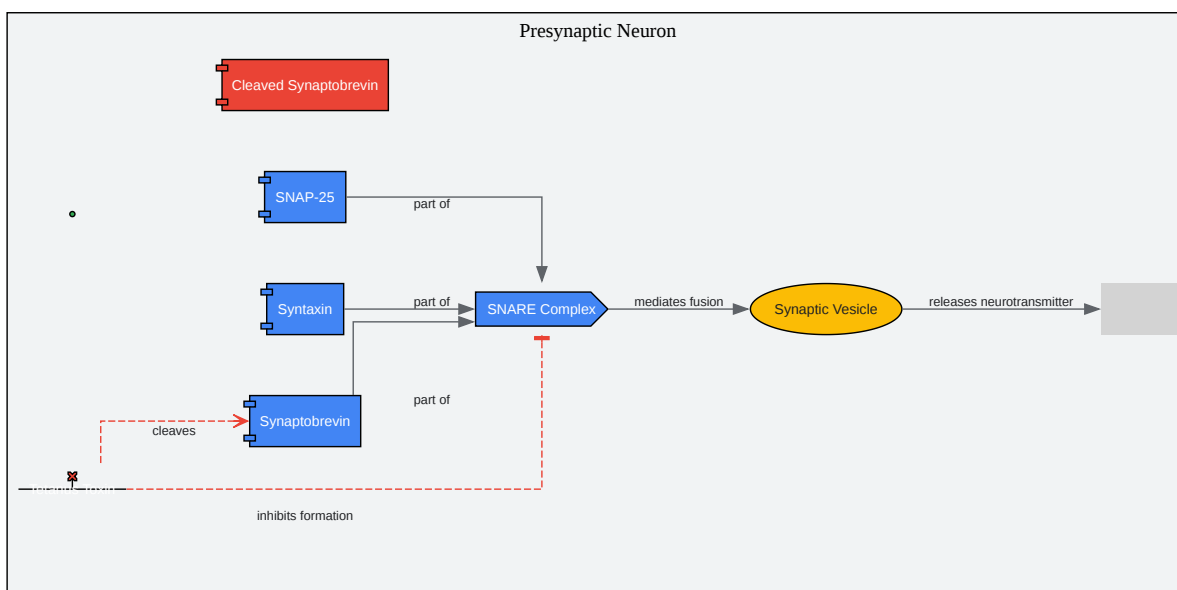 Presynaptic Neuron
Cleaved Synaptobrevin
SNAP-25
part of
Syntaxin
part of
SNARE Complex
mediates fusion
Synaptic Vesicle
releases neurotransmitter
Synaptobrevin
part of
cleaves
inhibits formation